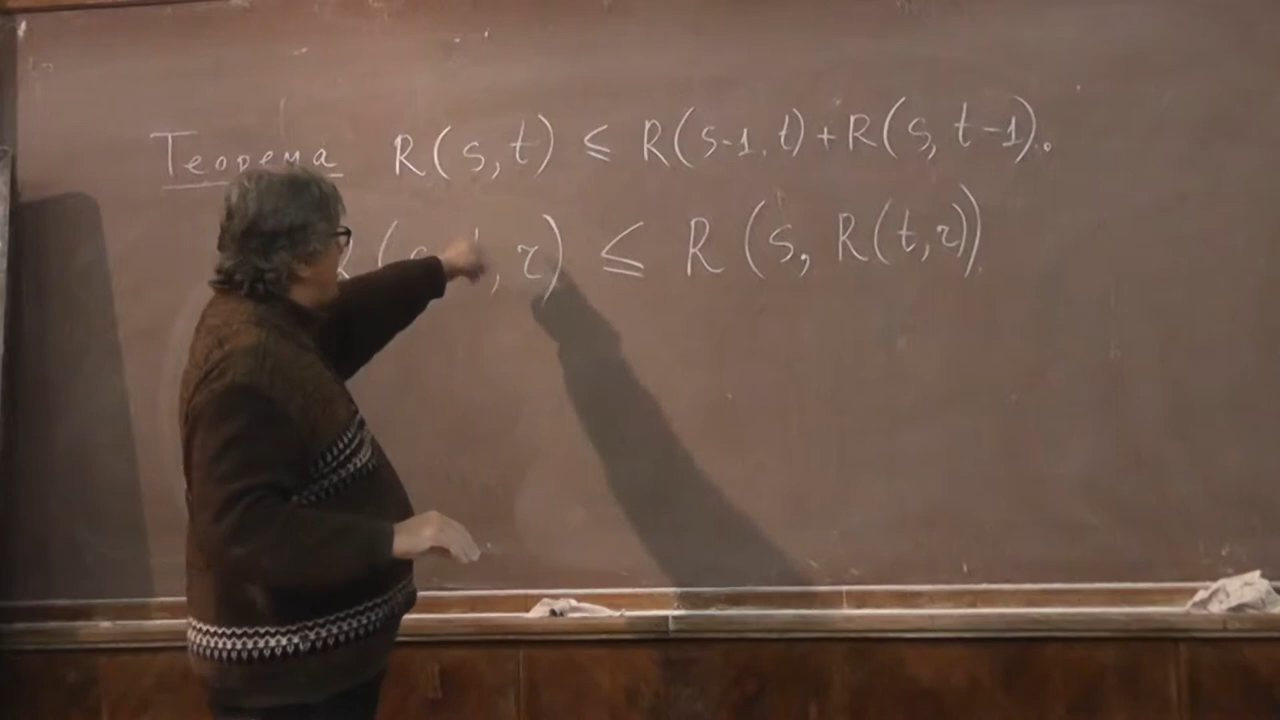 Теорема R(s,t) ≤ R(s-1,t)+R(s,t-1).
R(s, , r) ≤ R(s, R(t,r)).